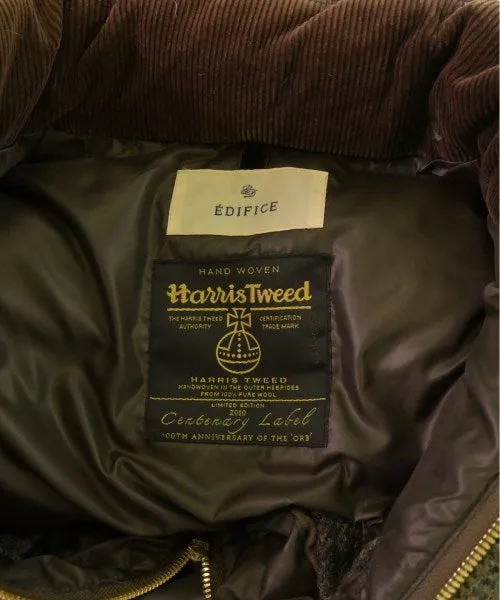 ÉDIFICE
HAND WOVEN
Harris Tweed
THE HARRIS TWEED AUTHORITY
CERTIFICATION TRADE MARK
HARRIS TWEED
HANDWOVEN IN THE OUTER HEBRIDES
FROM 100% PURE WOOL
LIMITED EDITION
2010
Centenary Label
100TH ANNIVERSARY OF THE 'ORB'